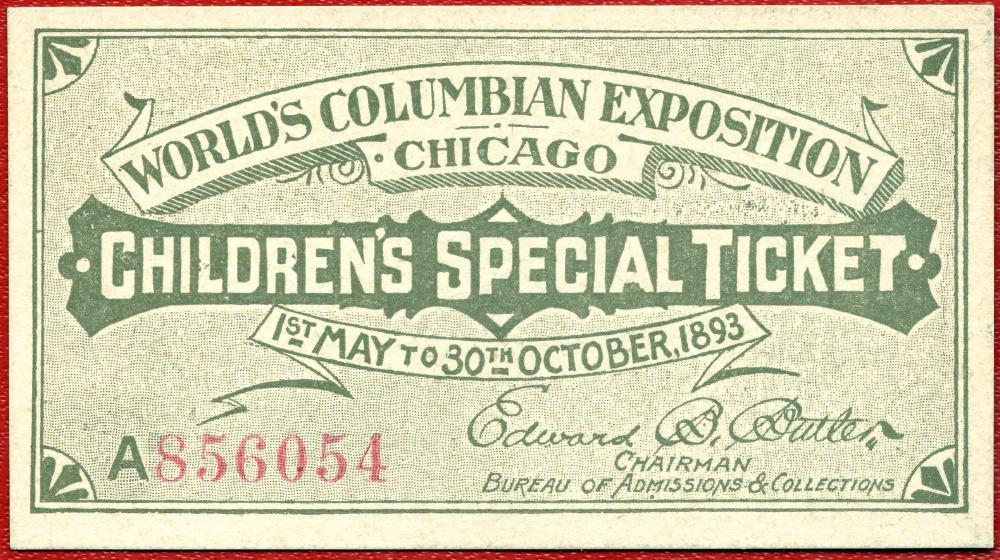 WORLD'S COLUMBIAN EXPOSITION
CHICAGO
CHILDREN'S SPECIAL TICKET
1ST MAY TO 30TH OCTOBER, 1893
A856054
Edward B. Butler,
CHAIRMAN
BUREAU OF ADMISSIONS & COLLECTIONS